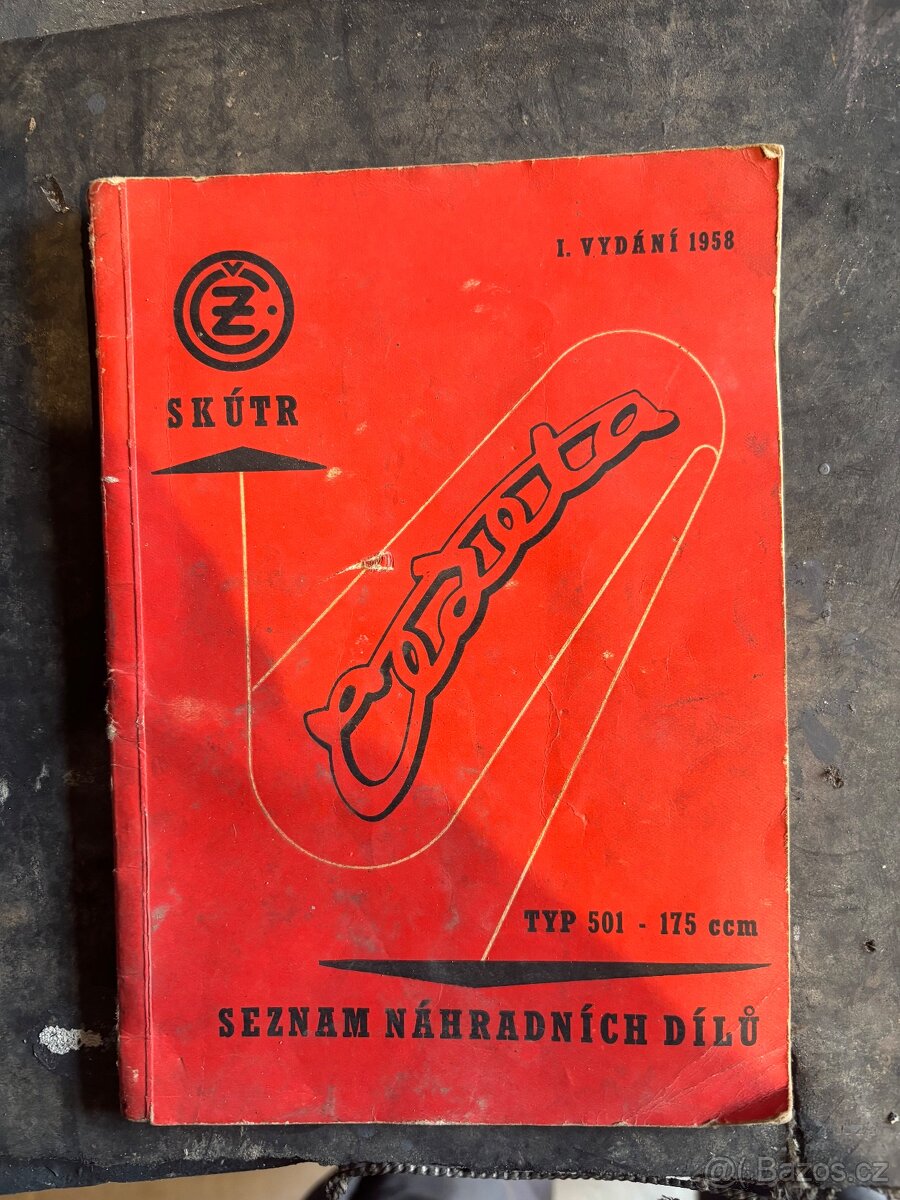 I. VYDÁNÍ 1958
ČZ
SKÚTR
Čezeta
TYP 501 - 175 ccm
SEZNAM NÁHRADNÍCH DÍLŮ
Bazos.cz